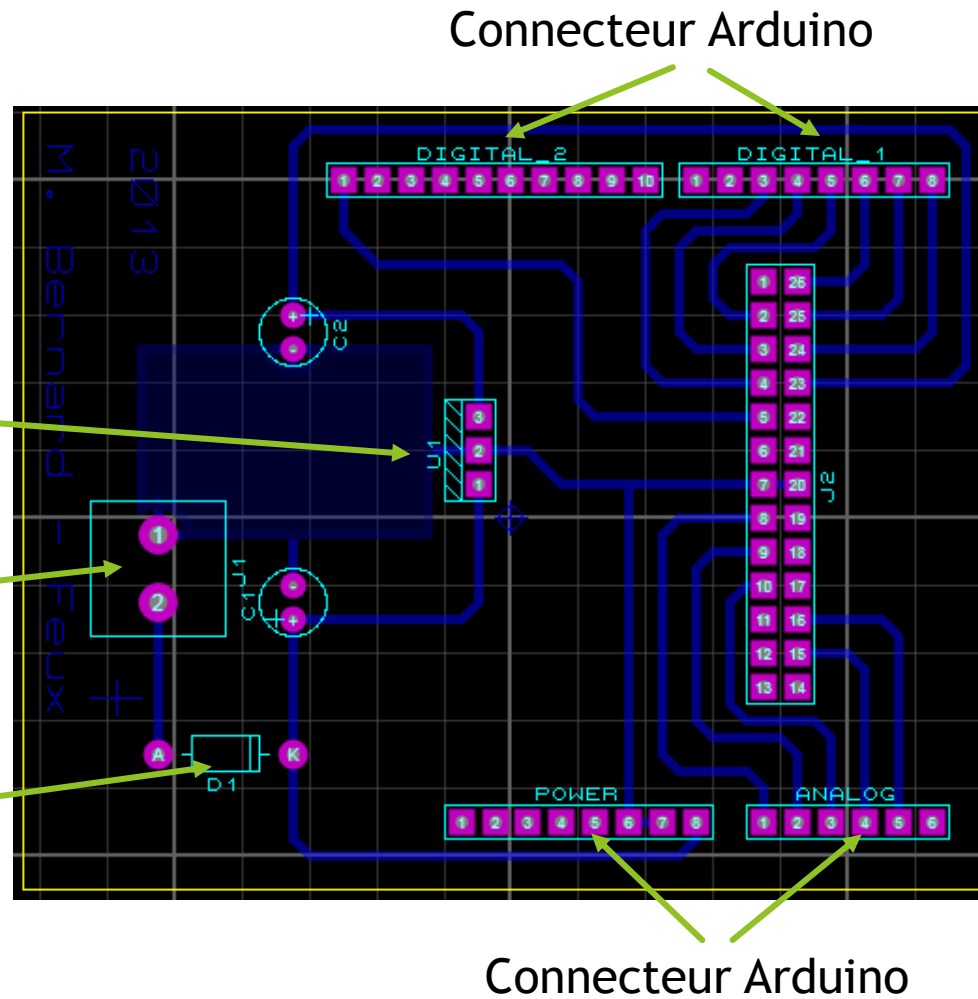 Connecteur Arduino
DIGITAL_2
DIGITAL_1
1 2 3 4 5 6 7 8 9 10
1 2 3 4 5 6 7 8
M. Bernard - Feux +
2013
+
-
C2
3
2
1
U1
1 26
2 25
3 24
4 23
5 22
6 21
7 20
8 19
9 18
10 17
11 16
12 15
13 14
J2
1
2
J1
-
+
C1
A
K
D1
POWER
ANALOG
1 2 3 4 5 6 7 8
1 2 3 4 5 6
Connecteur Arduino